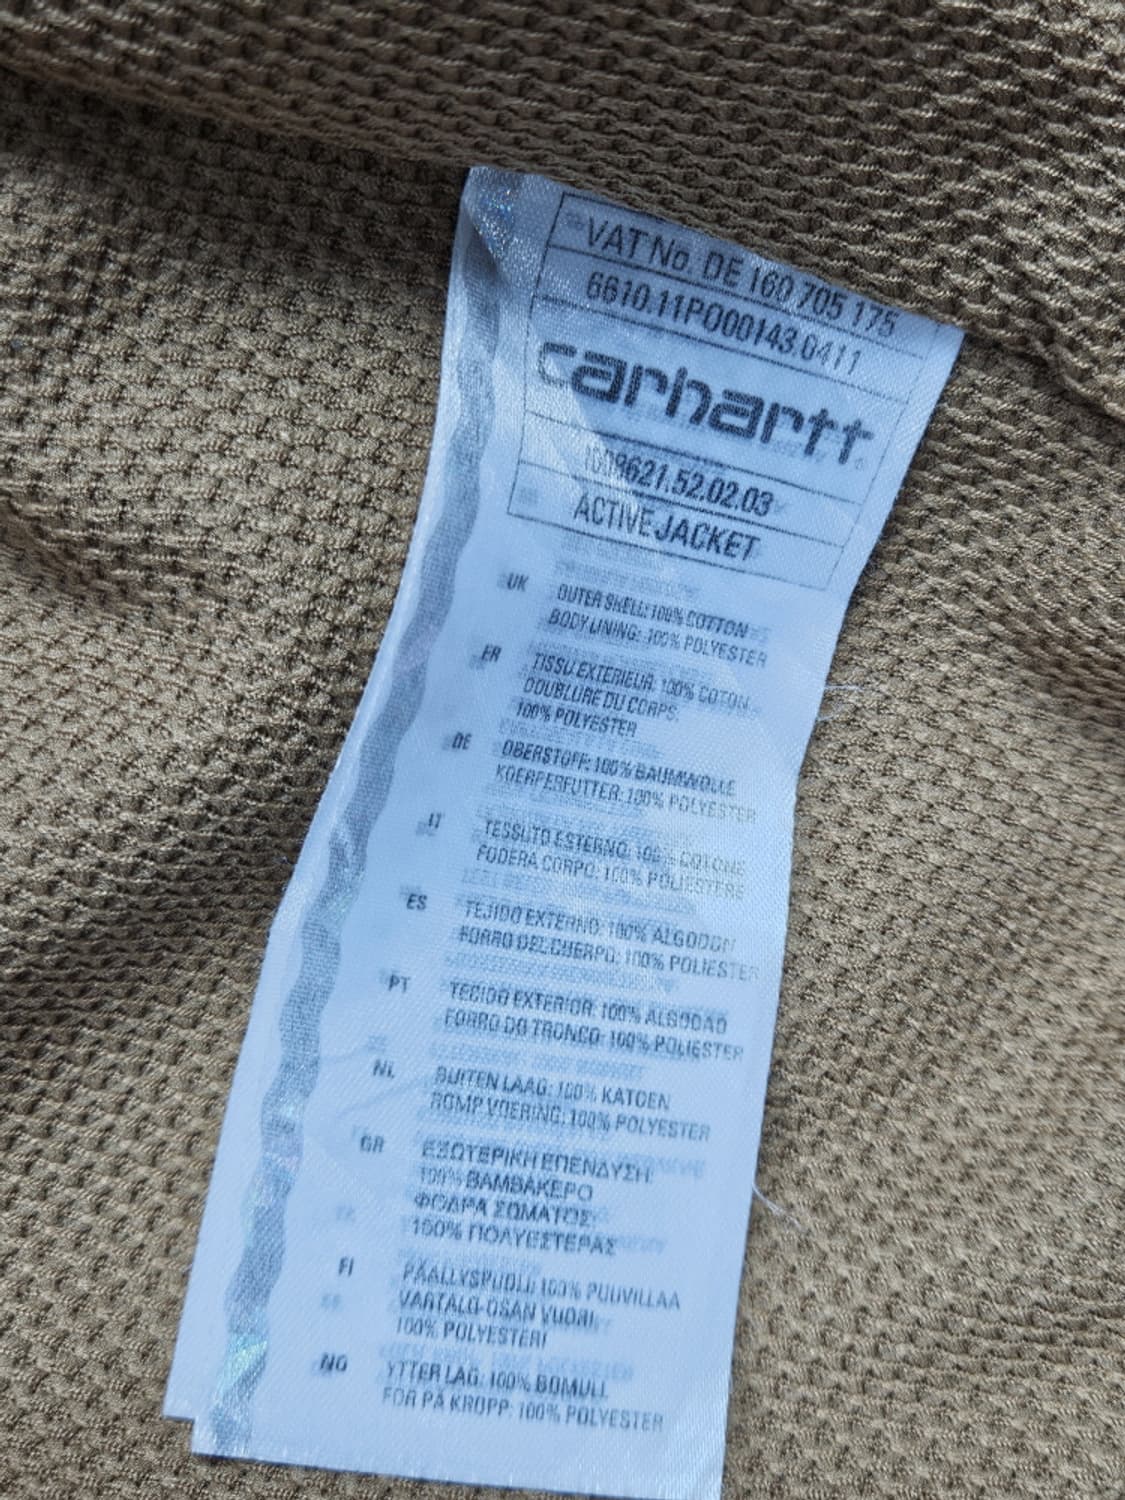 VAT No. DE 160 705 175
6610.11PO00143.0411
carhartt
I008621.52.02.03
ACTIVE JACKET
UK OUTER SHELL: 100% COTTON
BODY LINING: 100% POLYESTER
FR TISSU EXTERIEUR: 100% COTON
DOUBLURE DU CORPS:
100% POLYESTER
DE OBERSTOFF: 100% BAUMWOLLE
KOERPERFUTTER: 100% POLYESTER
IT TESSUTO ESTERNO: 100% COTONE
FODERA CORPO: 100% POLIESTERE
ES TEJIDO EXTERNO: 100% ALGODON
FORRO DEL CUERPO: 100% POLIESTER
PT TECIDO EXTERIOR: 100% ALGODAO
FORRO DO TRONCO: 100% POLIESTER
NL BUITEN LAAG: 100% KATOEN
ROMP VOERING: 100% POLYESTER
GR ΕΞΩΤΕΡΙΚΗ ΕΠΕΝΔΥΣΗ:
100% ΒΑΜΒΑΚΕΡΟ
ΦΟΔΡΑ ΣΩΜΑΤΟΣ:
100% ΠΟΛΥΕΣΤΕΡΑΣ
FI PÄÄLLYSPUOLI: 100% PUUVILLAA
VARTALO-OSAN VUORI:
100% POLYESTERI
NO YTTER LAG: 100% BOMULL
FOR PÅ KROPP: 100% POLYESTER